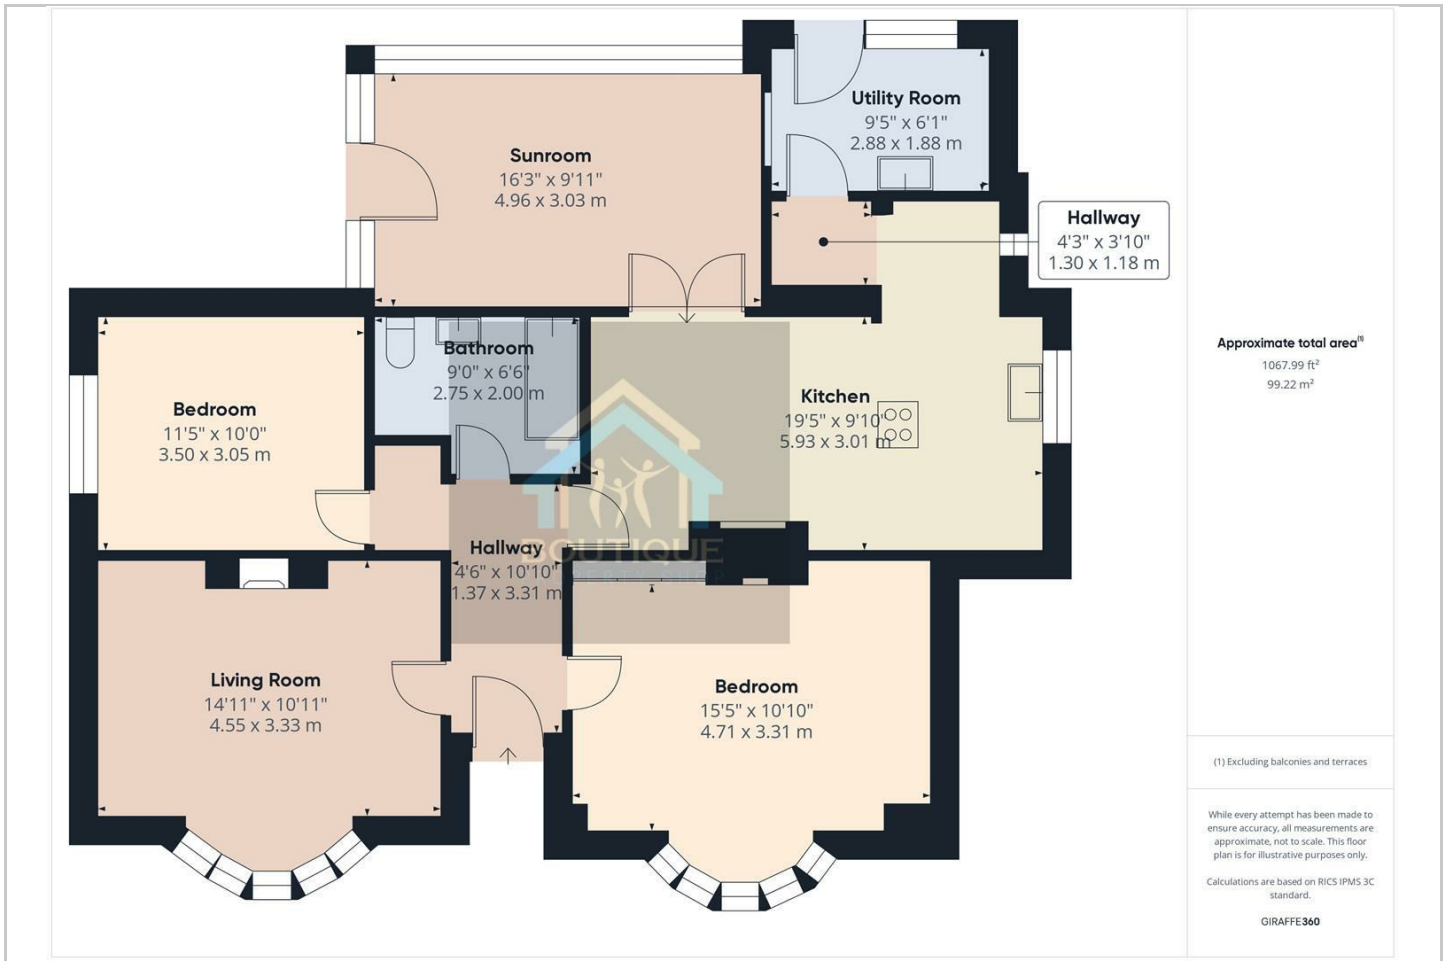 Utility Room
9'5" x 6'1"
2.88 x 1.88 m
Sunroom
16'3" x 9'11"
4.96 x 3.03 m
Hallway
4'3" x 3'10"
1.30 x 1.18 m
Bathroom
9'0" x 6'6"
2.75 x 2.00 m
Bedroom
11'5" x 10'0"
3.50 x 3.05 m
Kitchen
19'5" x 9'10"
5.93 x 3.01 m
Hallway
4'6" x 10'10"
1.37 x 3.31 m
BOUTIQUE
PROPERTY SHOP
Living Room
14'11" x 10'11"
4.55 x 3.33 m
Bedroom
15'5" x 10'10"
4.71 x 3.31 m
Approximate total area(1)
1067.99 ft²
99.22 m²
(1) Excluding balconies and terraces
While every attempt has been made to
ensure accuracy, all measurements are
approximate, not to scale. This floor
plan is for illustrative purposes only.
Calculations are based on RICS IPMS 3C
standard.
GIRAFFE360